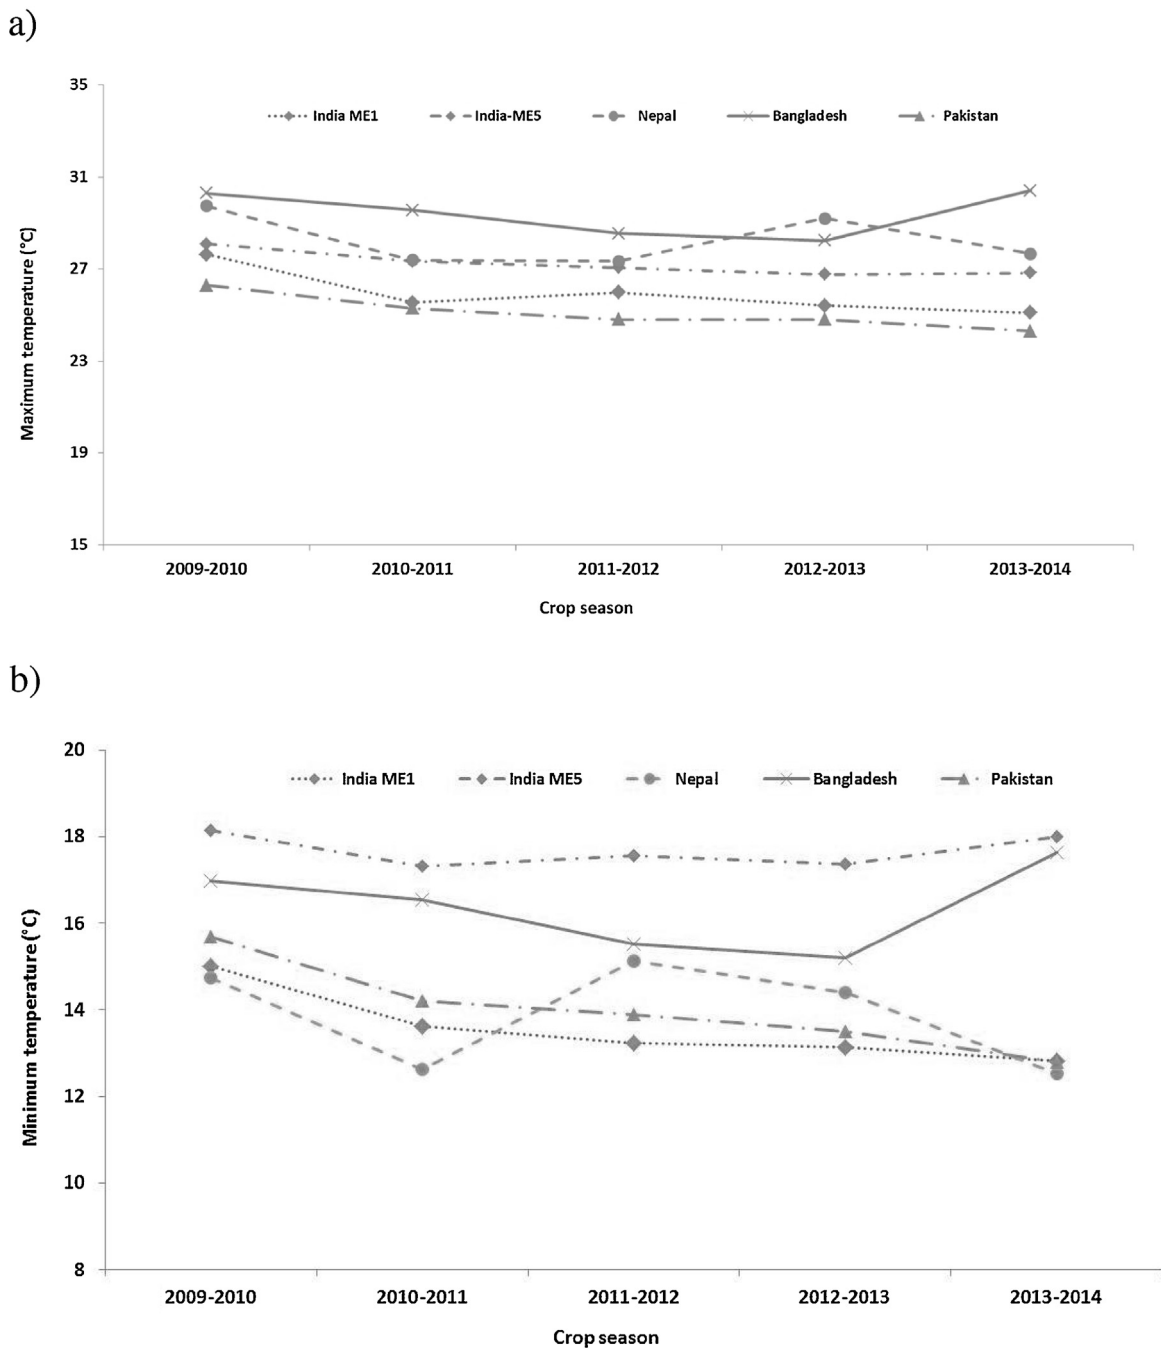 a)
35
India ME1 India-ME5 Nepal Bangladesh Pakistan
31
27
23
19
15
Maximum temperature (°C)
2009-2010 2010-2011 2011-2012 2012-2013 2013-2014
Crop season
b)
20
India ME1 India ME5 Nepal Bangladesh Pakistan
18
16
14
12
10
8
Minimum temperature (°C)
2009-2010 2010-2011 2011-2012 2012-2013 2013-2014
Crop season